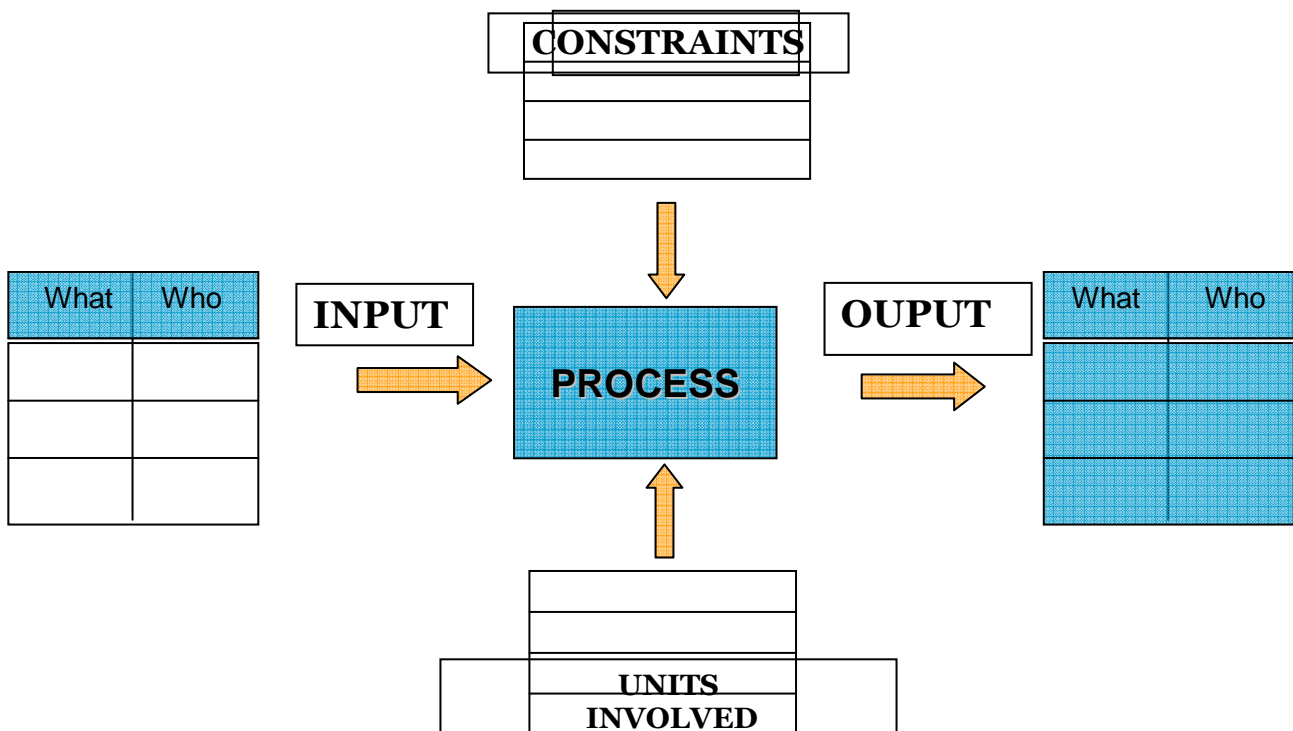 CONSTRAINTS
What Who
INPUT
PROCESS
OUPUT
What Who
UNITS
INVOLVED